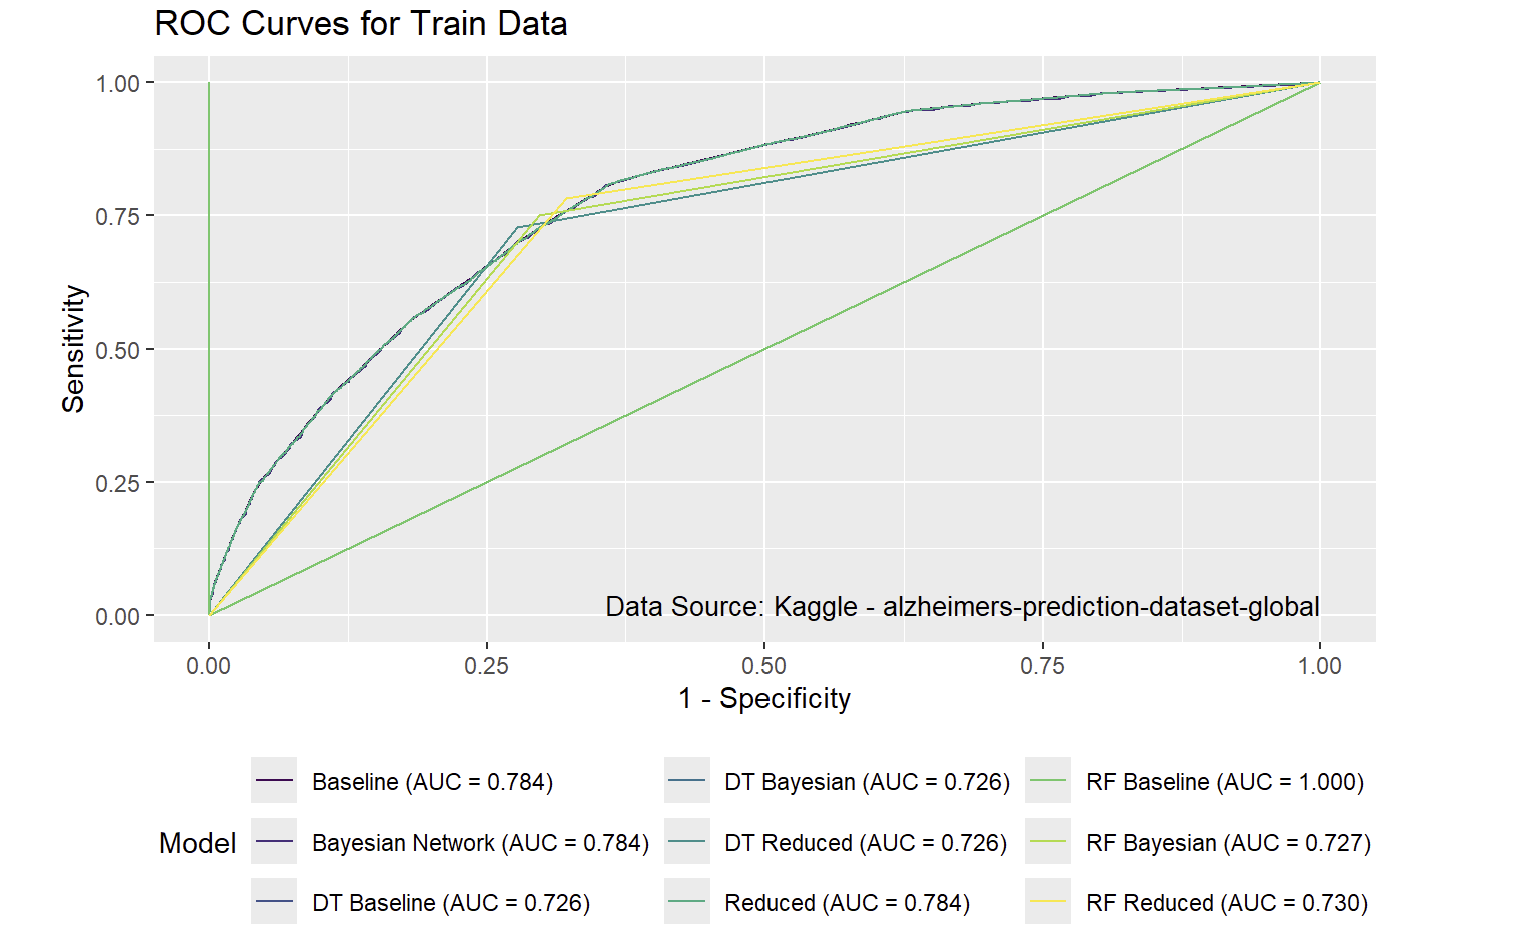 ROC Curves for Train Data
1.00
0.75
0.50
0.25
0.00
Sensitivity
Data Source: Kaggle - alzheimers-prediction-dataset-global
0.00 0.25 0.50 0.75 1.00
1 - Specificity
Model
Baseline (AUC = 0.784)
Bayesian Network (AUC = 0.784)
DT Baseline (AUC = 0.726)
DT Bayesian (AUC = 0.726)
DT Reduced (AUC = 0.726)
Reduced (AUC = 0.784)
RF Baseline (AUC = 1.000)
RF Bayesian (AUC = 0.727)
RF Reduced (AUC = 0.730)